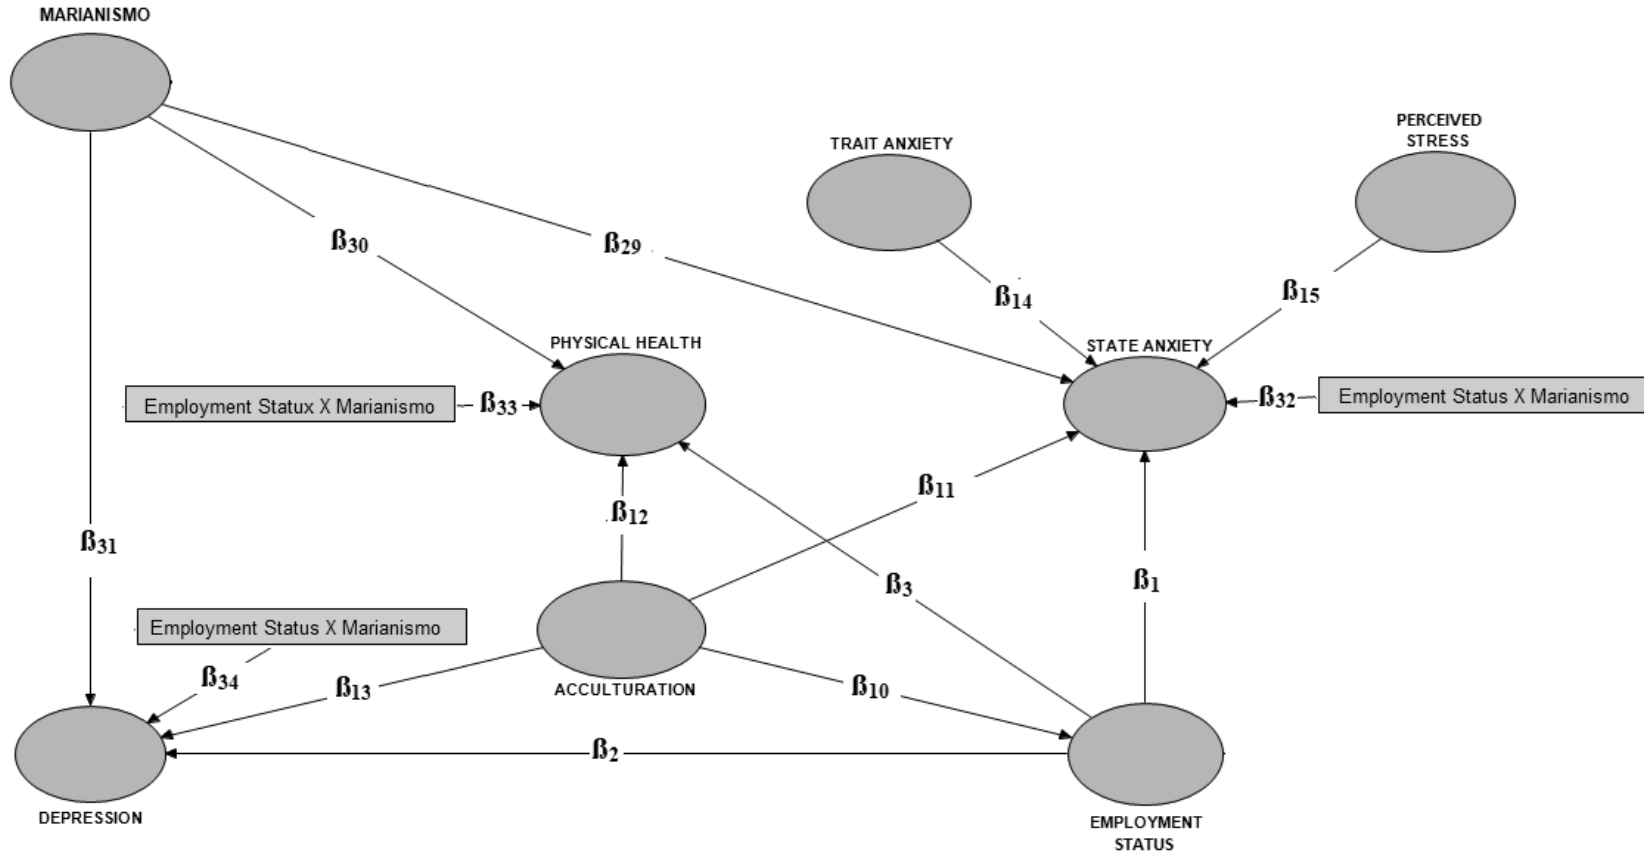 MARIANISMO
PERCEIVED
STRESS
TRAIT ANXIETY
ß30
ß29
ß14
ß15
PHYSICAL HEALTH
STATE ANXIETY
Employment Statux X Marianismo
ß33
ß32
Employment Status X Marianismo
ß11
ß12
ß31
ß3
ß1
Employment Status X Marianismo
ß34
ß13
ACCULTURATION
ß10
ß2
DEPRESSION
EMPLOYMENT
STATUS